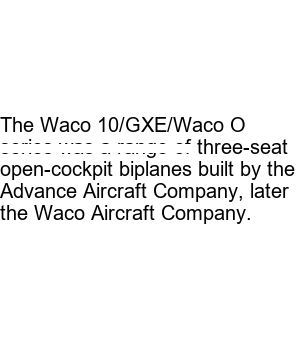 The Waco 10/GXE/Waco O
series was a range of three-seat
open-cockpit biplanes built by the
Advance Aircraft Company, later
the Waco Aircraft Company.